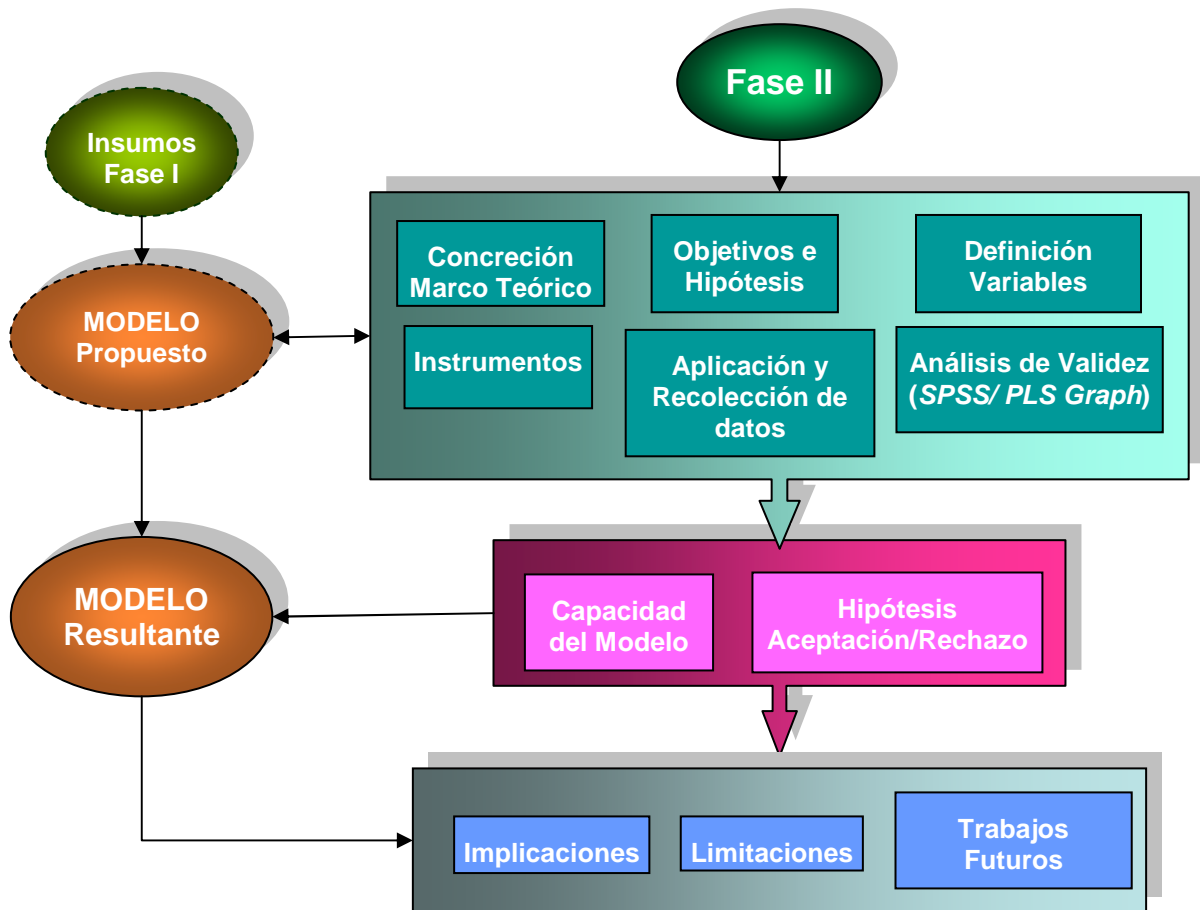 Fase II
Insumos
Fase I
Concreción
Marco Teórico
Objetivos e
Hipótesis
Definición
Variables
MODELO
Propuesto
Instrumentos
Aplicación y
Recolección de
datos
Análisis de Validez
(SPSS/ PLS Graph)
MODELO
Resultante
Capacidad
del Modelo
Hipótesis
Aceptación/Rechazo
Implicaciones
Limitaciones
Trabajos
Futuros